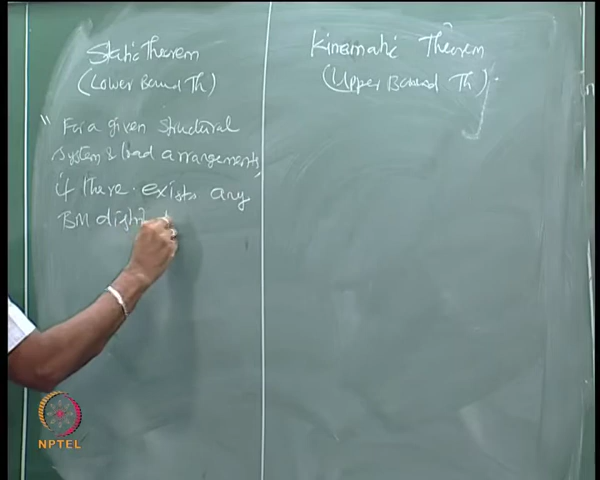 Static Theorem
(Lower Bound Th)
" For a given structural
system & load arrangements,
if there exists any
BM distri
Kinematic Theorem
(Upper Bound Th).
NPTEL